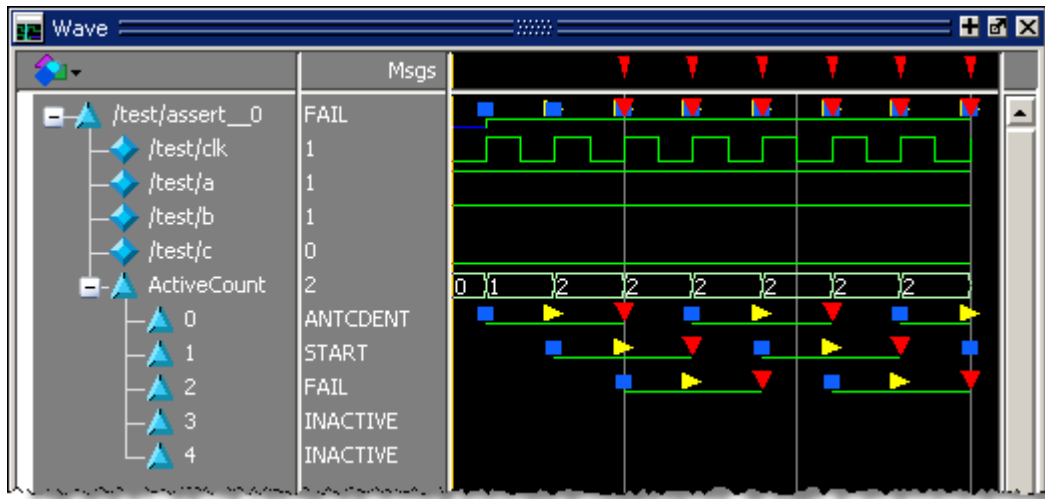 Wave
Msgs
/test/assert__0 FAIL
/test/clk 1
/test/a 1
/test/b 1
/test/c 0
ActiveCount 2 0 1 2 2 2 2 2 2
0 ANTCDENT
1 START
2 FAIL
3 INACTIVE
4 INACTIVE